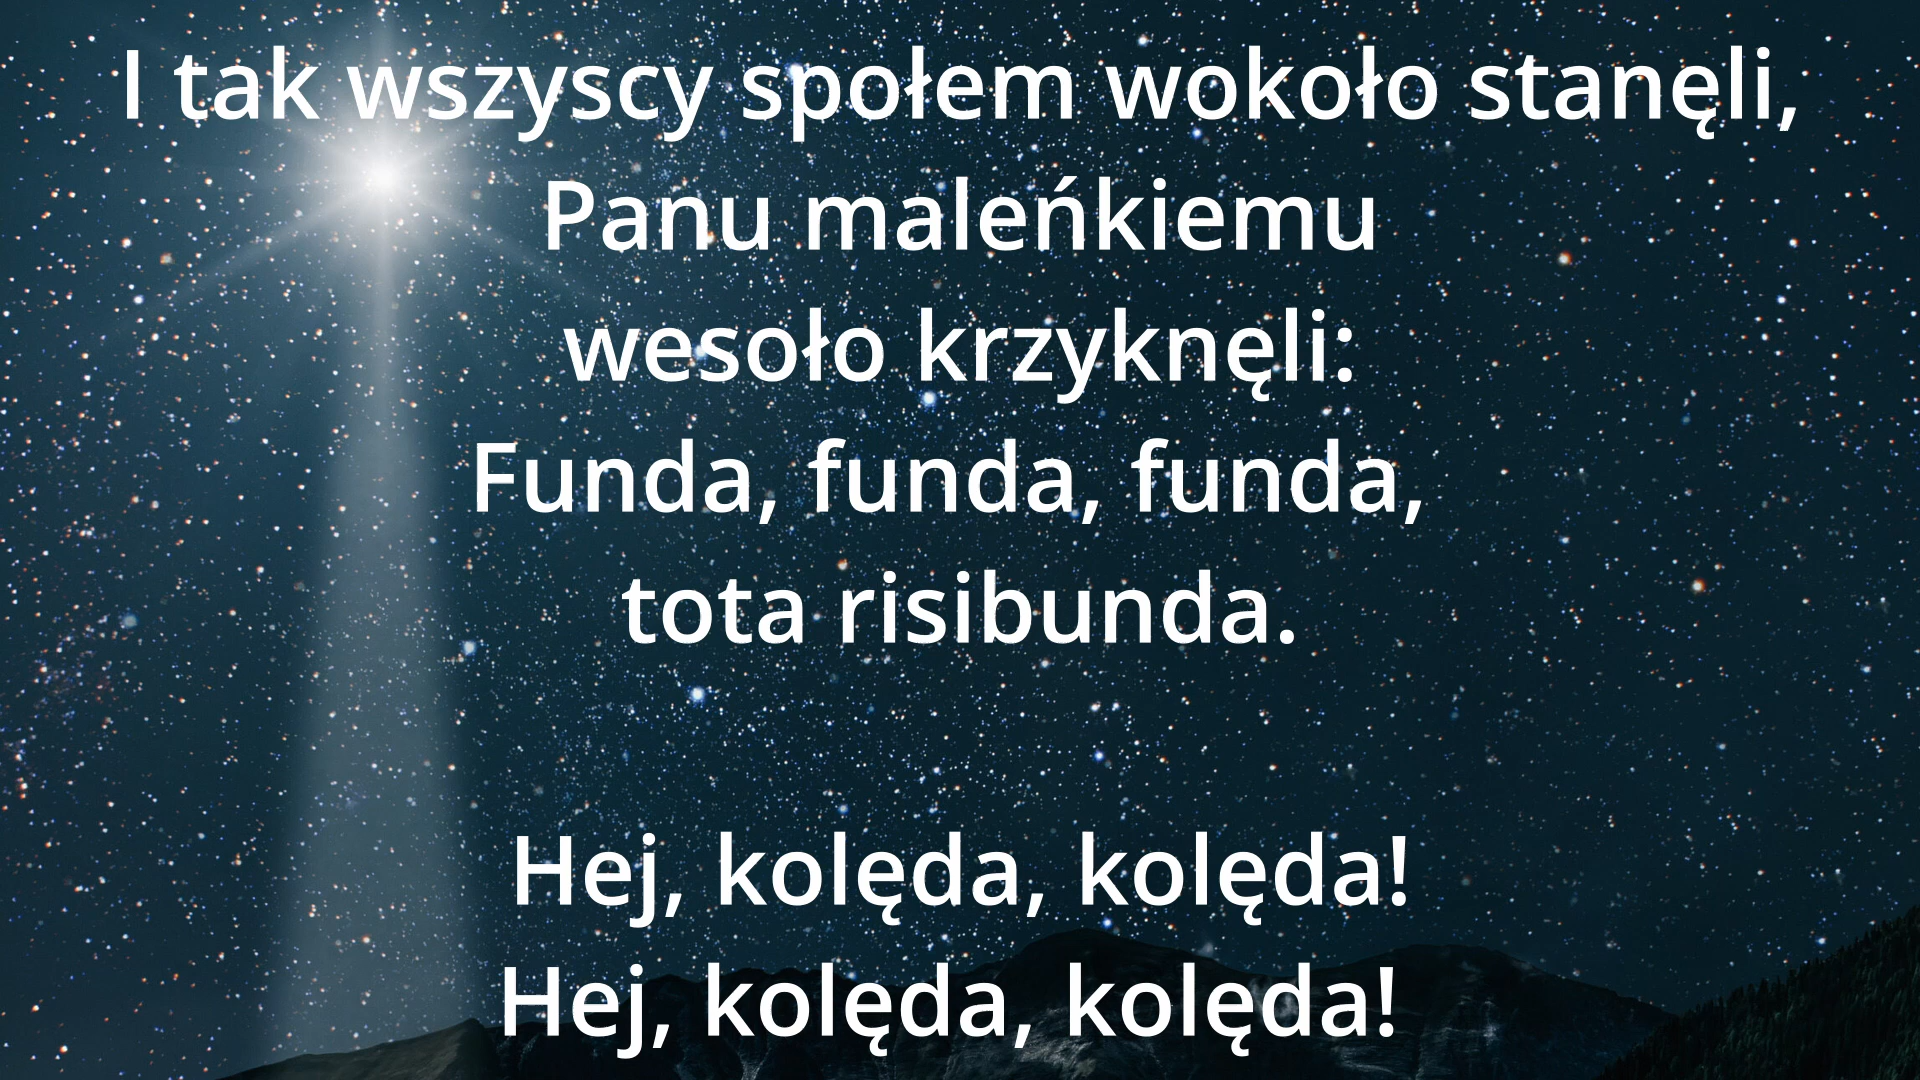 I tak wszyscy społem wokoło stanęli,
Panu maleńkiemu
wesoło krzyknęli:
Funda, funda, funda,
tota risibunda.
Hej, kolęda, kolęda!
Hej, kolęda, kolęda!